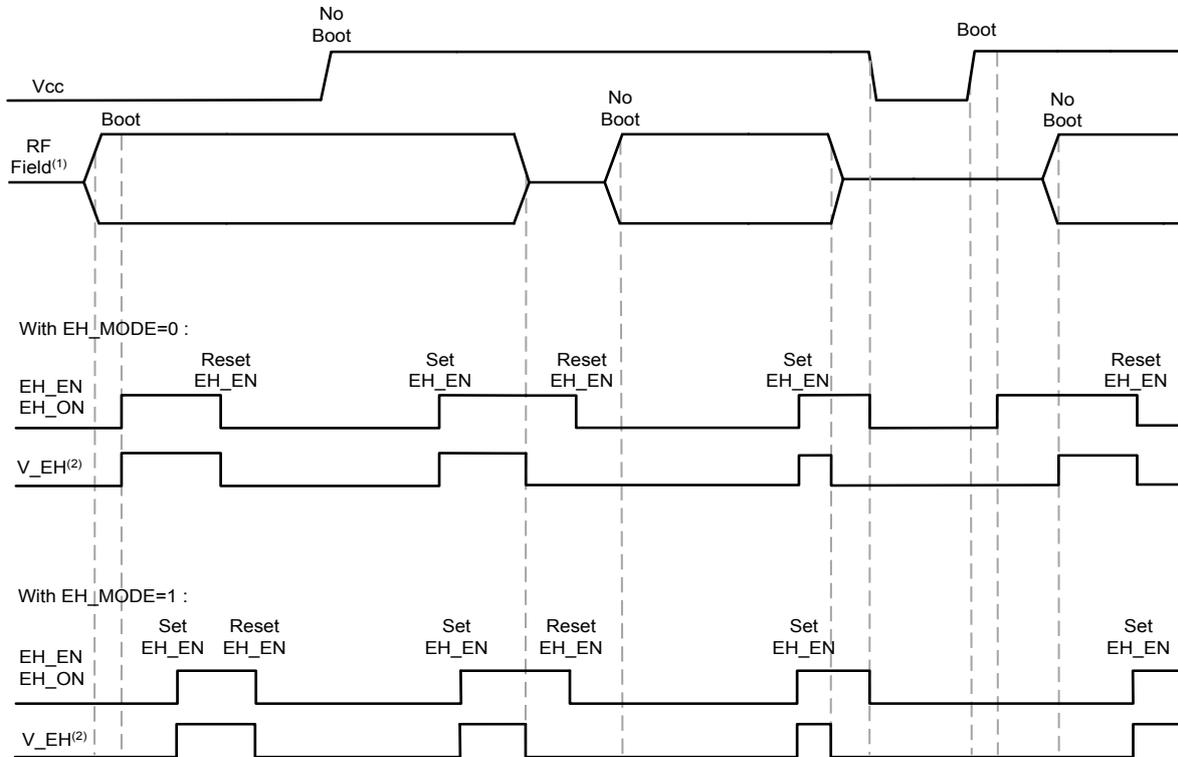 No
Boot
Boot
Vcc
No
Boot
No
Boot
Boot
RF
Field(1)
With EH_MODE=0 :
Reset
EH_EN
Set
EH_EN
Reset
EH_EN
Set
EH_EN
Reset
EH_EN
EH_EN
EH_ON
V_EH(2)
With EH_MODE=1 :
Set
EH_EN
Reset
EH_EN
Set
EH_EN
Reset
EH_EN
Set
EH_EN
Set
EH_EN
EH_EN
EH_ON
V_EH(2)